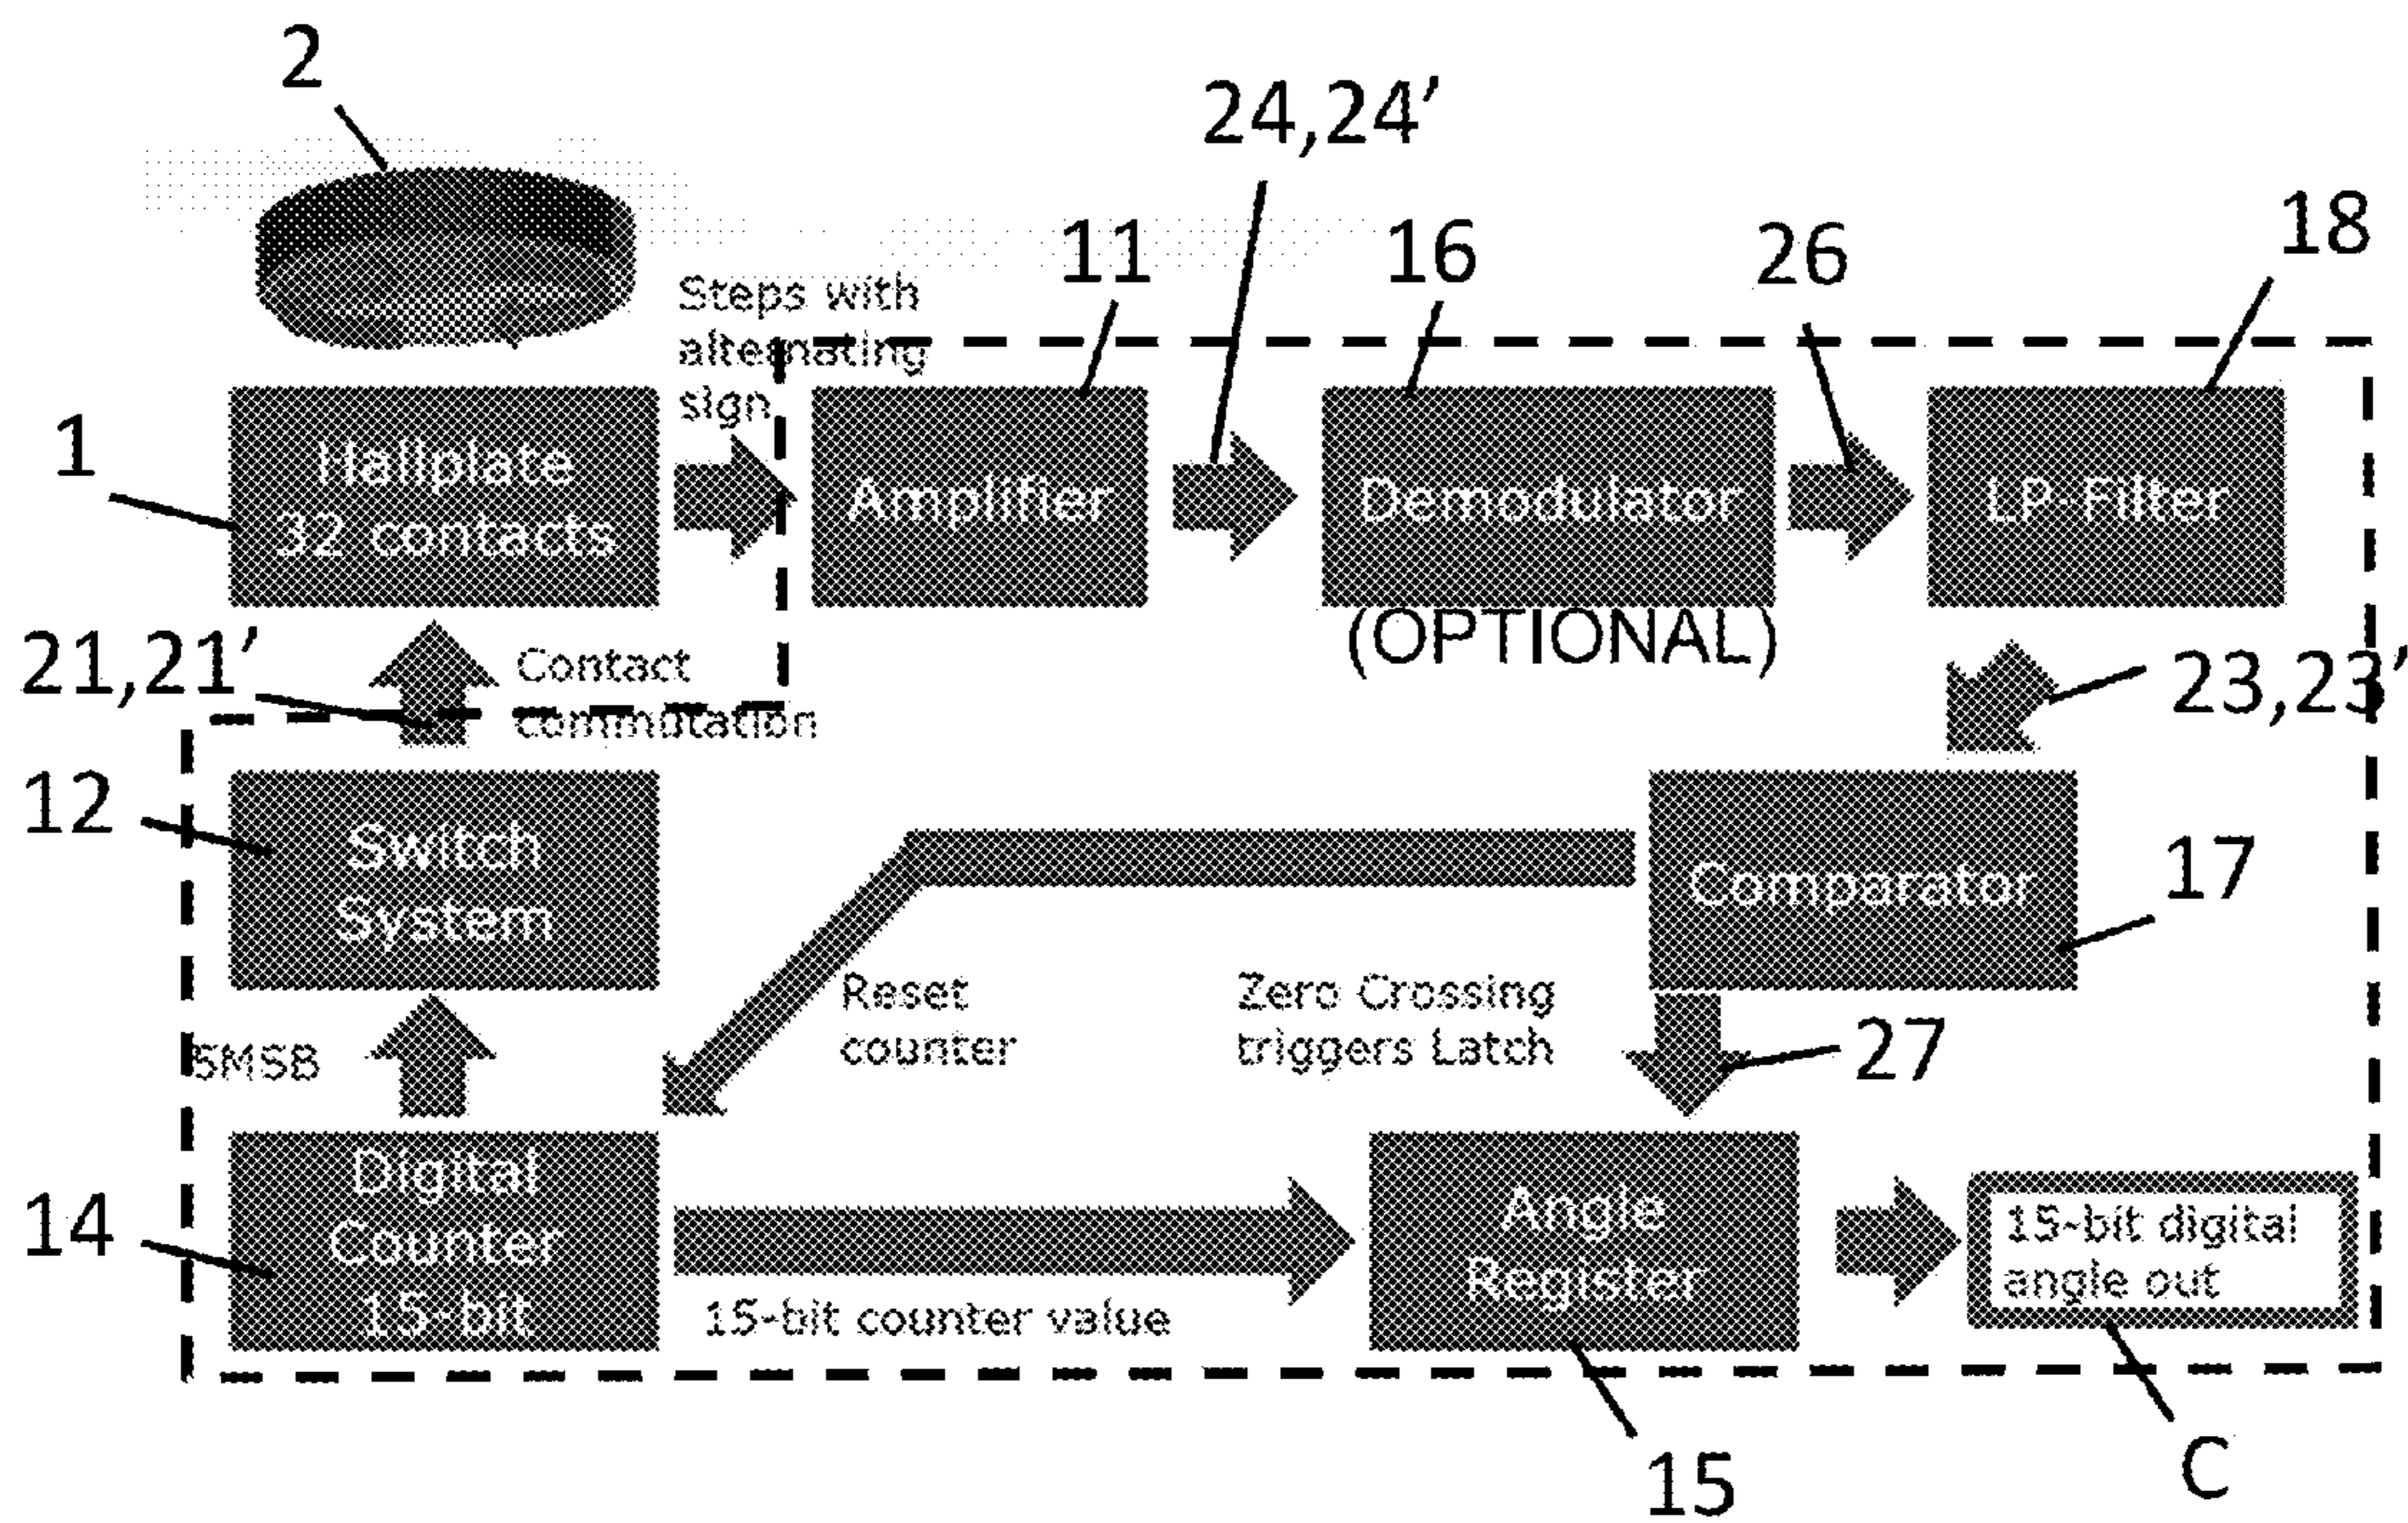 2
24,24’
11
16
26
18
Steps with
alternating
sign
1
Hallplate
32 contacts
Amplifier
Demodulator
LP-Filter
(OPTIONAL)
21,21’
Contact
commutation
23,23’
12
Switch
System
Comparator
17
Reset
counter
Zero Crossing
triggers Latch
27
5MSB
14
Digital
Counter
15-bit
15-bit counter value
Angle
Register
15-bit digital
angle out
15
C